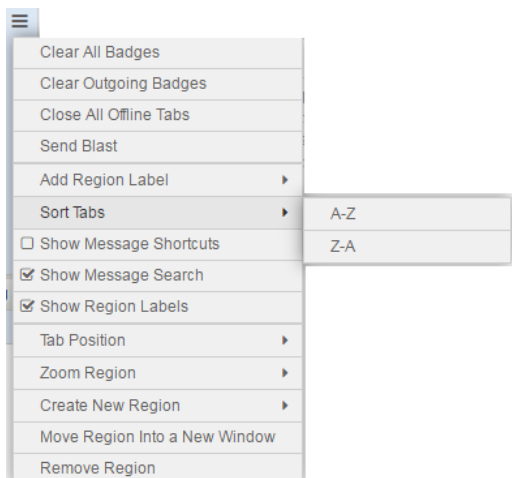 Clear All Badges
Clear Outgoing Badges
Close All Offline Tabs
Send Blast
Add Region Label
Sort Tabs
A-Z
Z-A
Show Message Shortcuts
Show Message Search
Show Region Labels
Tab Position
Zoom Region
Create New Region
Move Region Into a New Window
Remove Region